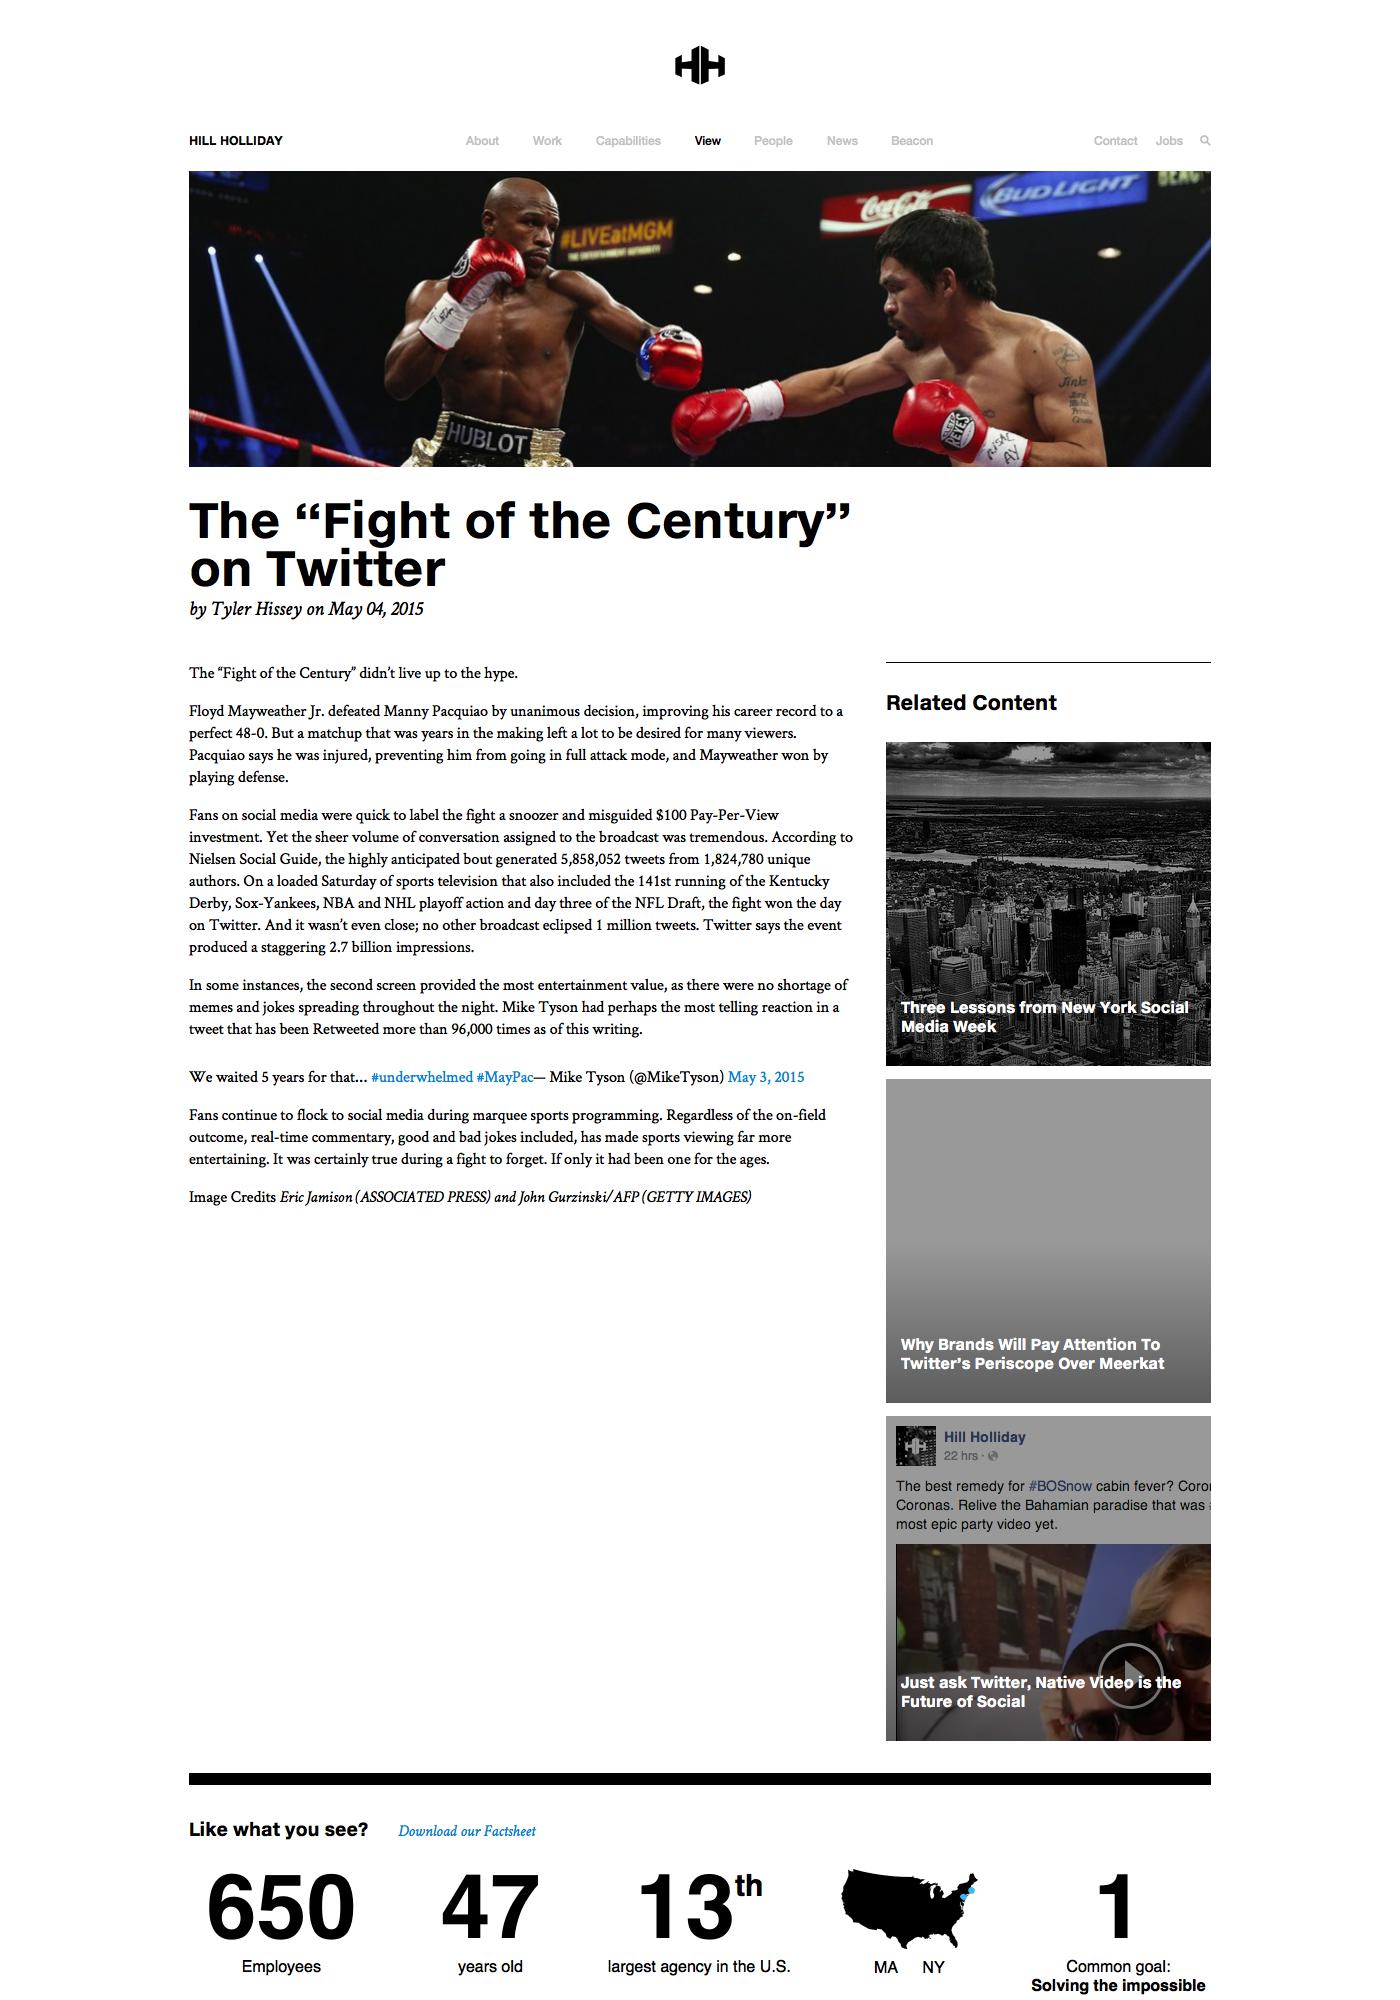 HILL HOLLIDAY
About Work Capabilities View People News Beacon
Contact Jobs
#LIVEatMGM
THE ENTERTAINMENT AUTHORITY
Coca-Cola
BUD LIGHT
HUBLOT
Jinkee
REYES
The “Fight of the Century”
on Twitter
by Tyler Hissey on May 04, 2015
The “Fight of the Century” didn’t live up to the hype.
Floyd Mayweather Jr. defeated Manny Pacquiao by unanimous decision, improving his career record to a
perfect 48-0. But a matchup that was years in the making left a lot to be desired for many viewers.
Pacquiao says he was injured, preventing him from going in full attack mode, and Mayweather won by
playing defense.
Fans on social media were quick to label the fight a snoozer and misguided $100 Pay-Per-View
investment. Yet the sheer volume of conversation assigned to the broadcast was tremendous. According to
Nielsen Social Guide, the highly anticipated bout generated 5,858,052 tweets from 1,824,780 unique
authors. On a loaded Saturday of sports television that also included the 141st running of the Kentucky
Derby, Sox-Yankees, NBA and NHL playoff action and day three of the NFL Draft, the fight won the day
on Twitter. And it wasn’t even close; no other broadcast eclipsed 1 million tweets. Twitter says the event
produced a staggering 2.7 billion impressions.
In some instances, the second screen provided the most entertainment value, as there were no shortage of
memes and jokes spreading throughout the night. Mike Tyson had perhaps the most telling reaction in a
tweet that has been Retweeted more than 96,000 times as of this writing.
We waited 5 years for that... #underwhelmed #MayPac— Mike Tyson (@MikeTyson) May 3, 2015
Fans continue to flock to social media during marquee sports programming. Regardless of the on-field
outcome, real-time commentary, good and bad jokes included, has made sports viewing far more
entertaining. It was certainly true during a fight to forget. If only it had been one for the ages.
Image Credits Eric Jamison (ASSOCIATED PRESS) and John Gurzinski/AFP (GETTY IMAGES)
Related Content
Three Lessons from New York Social
Media Week
Why Brands Will Pay Attention To
Twitter’s Periscope Over Meerkat
Hill Holliday
22 hrs ·
The best remedy for #BOSnow cabin fever? Coro
Coronas. Relive the Bahamian paradise that was
most epic party video yet.
Just ask Twitter, Native Video is the
Future of Social
Like what you see? Download our Factsheet
650
Employees
47
years old
13th
largest agency in the U.S.
MA NY
1
Common goal:
Solving the impossible